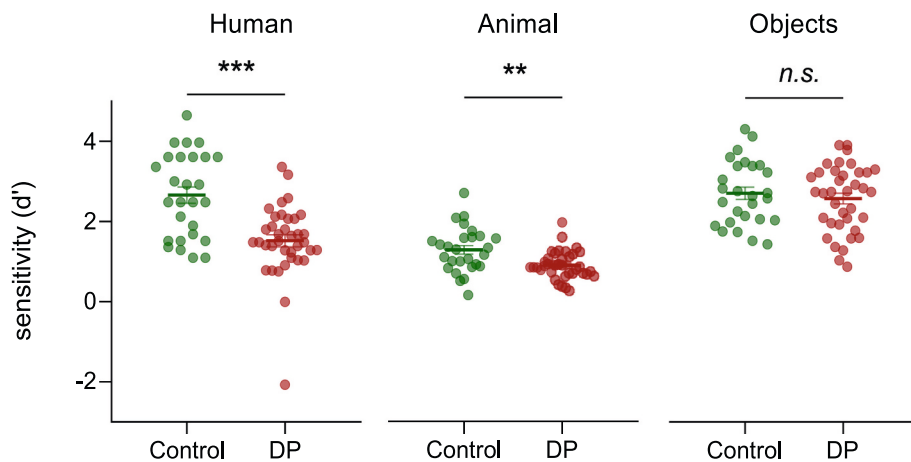 Human
Animal
Objects
***
**
n.s.
sensitivity (d')
4
2
0
-2
Control
DP
Control
DP
Control
DP